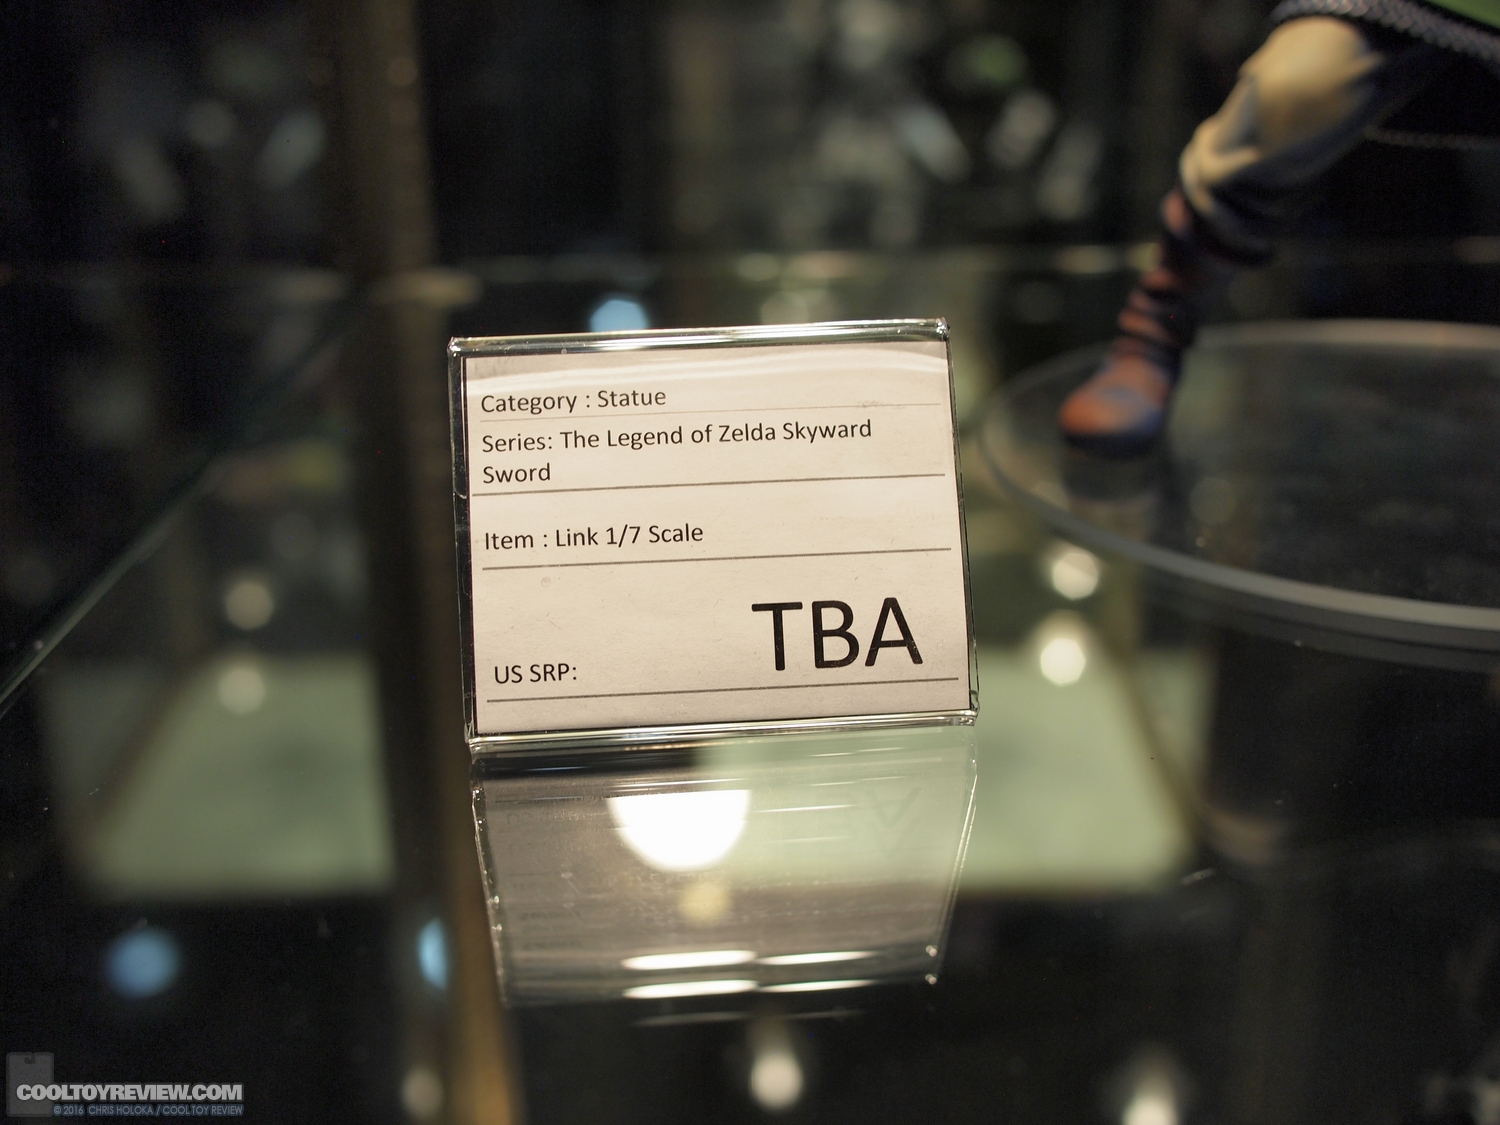 Category : Statue
Series: The Legend of Zelda Skyward
Sword
Item : Link 1/7 Scale
TBA
US SRP:
COOLTOYREVIEW.COM
© 2016 CHRIS HOLOKA / COOL TOY REVIEW